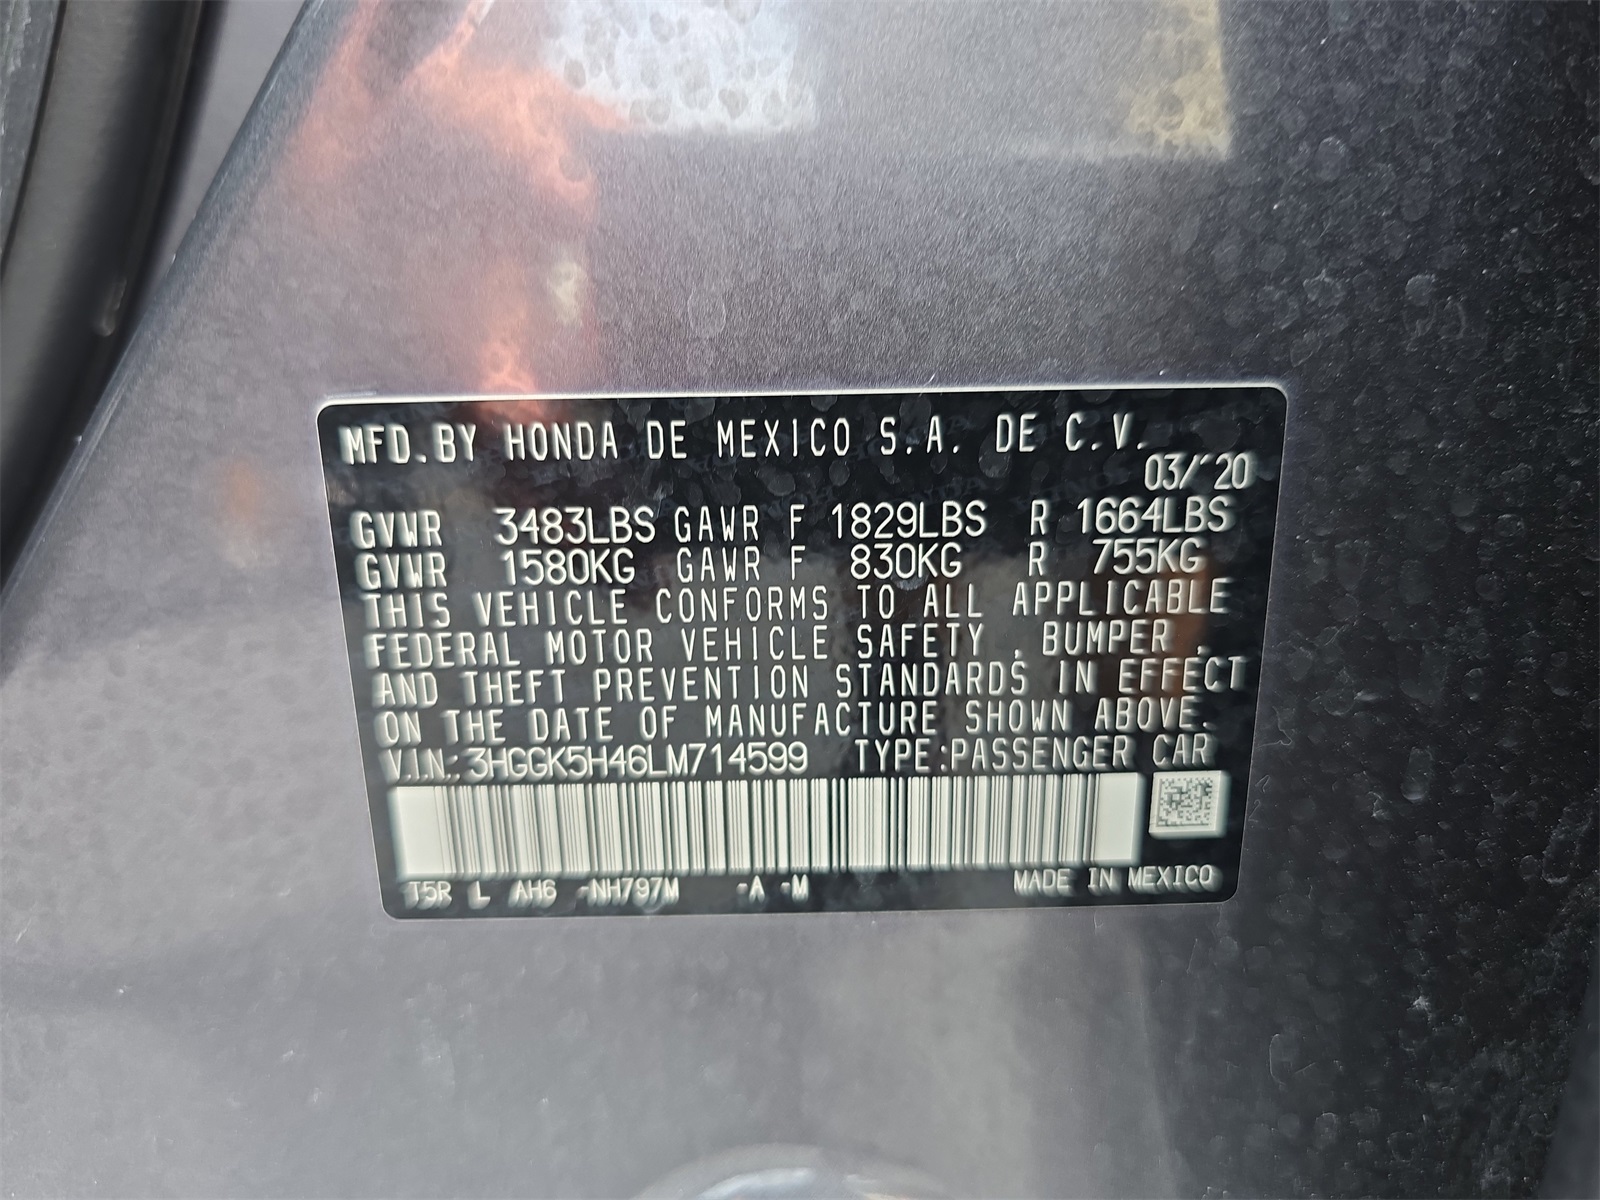 MFD. BY HONDA DE MEXICO S.A. DE C.V.
03/'20
GVWR 3483LBS GAWR F 1829LBS R 1664LBS
GVWR 1580KG GAWR F 830KG R 755KG
THIS VEHICLE CONFORMS TO ALL APPLICABLE
FEDERAL MOTOR VEHICLE SAFETY , BUMPER ,
AND THEFT PREVENTION STANDARDS IN EFFECT
ON THE DATE OF MANUFACTURE SHOWN ABOVE.
V.I.N.: 3HGGK5H46LM714599 TYPE:PASSENGER CAR
T5R L AH6 -NH797M -A -M MADE IN MEXICO